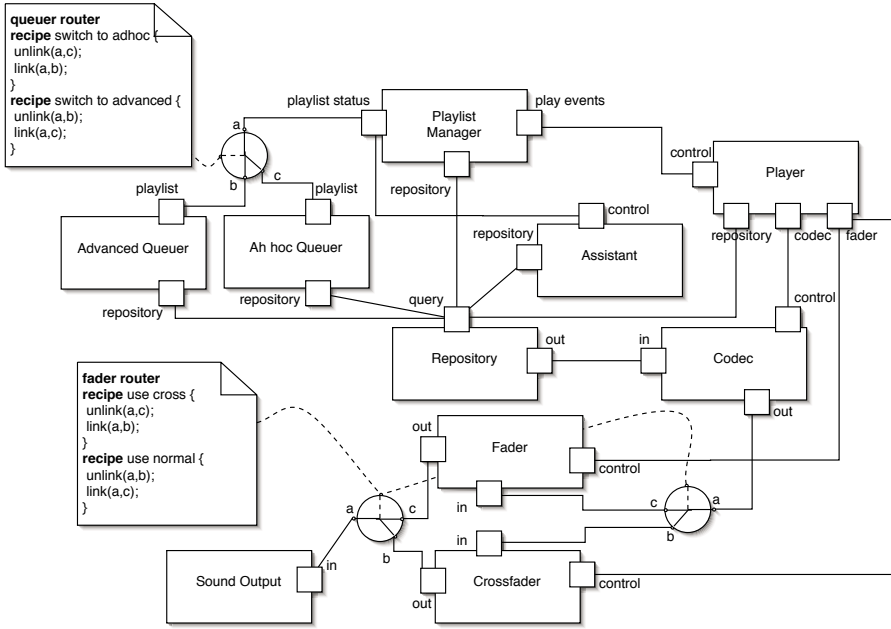 queuer router
recipe switch to adhoc {
unlink(a,c);
link(a,b);
}
recipe switch to advanced {
unlink(a,b);
link(a,c);
}
playlist status
Playlist
Manager
play events
repository
a
b
c
control
Player
repository
codec
fader
playlist
Advanced Queuer
repository
playlist
Ah hoc Queuer
repository
control
repository
Assistant
query
Repository
out
control
in
Codec
out
fader router
recipe use cross {
unlink(a,c);
link(a,b);
}
recipe use normal {
unlink(a,b);
link(a,c);
}
out
Fader
control
in
a
c
b
c
a
b
in
Sound Output
in
Crossfader
out
control